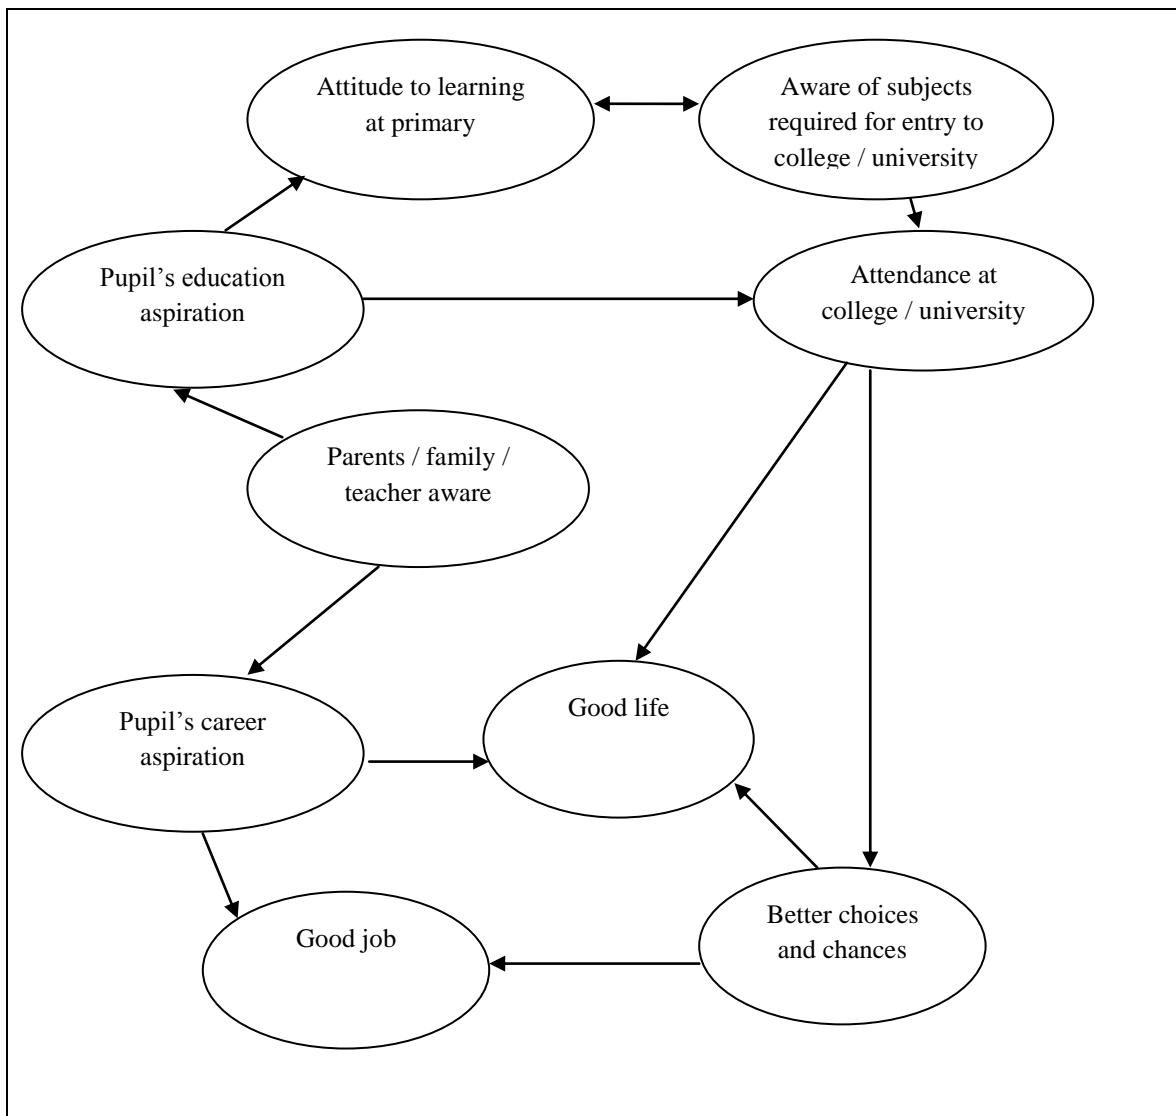 Attitude to learning
at primary
Aware of subjects
required for entry to
college / university
Pupil’s education
aspiration
Attendance at
college / university
Parents / family /
teacher aware
Pupil’s career
aspiration
Good life
Good job
Better choices
and chances